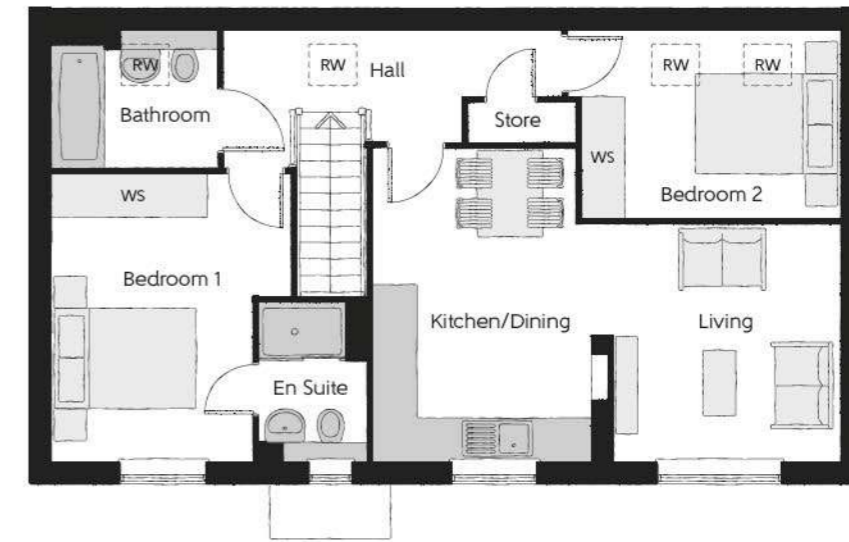 RW
RW
Hall
RW
RW
Bathroom
Store
WS
WS
Bedroom 2
Bedroom 1
Kitchen/Dining
Living
En Suite